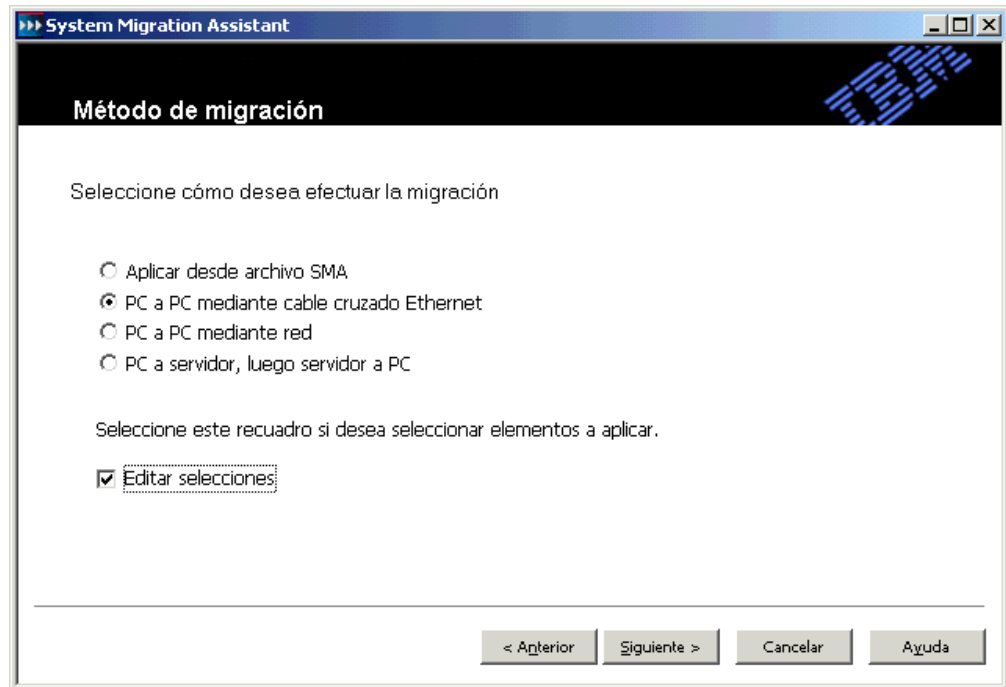 System Migration Assistant
IBM
Método de migración
Seleccione cómo desea efectuar la migración
Aplicar desde archivo SMA
PC a PC mediante cable cruzado Ethernet
PC a PC mediante red
PC a servidor, luego servidor a PC
Seleccione este recuadro si desea seleccionar elementos a aplicar.
Editar selecciones
< Anterior Siguiente > Cancelar Ayuda